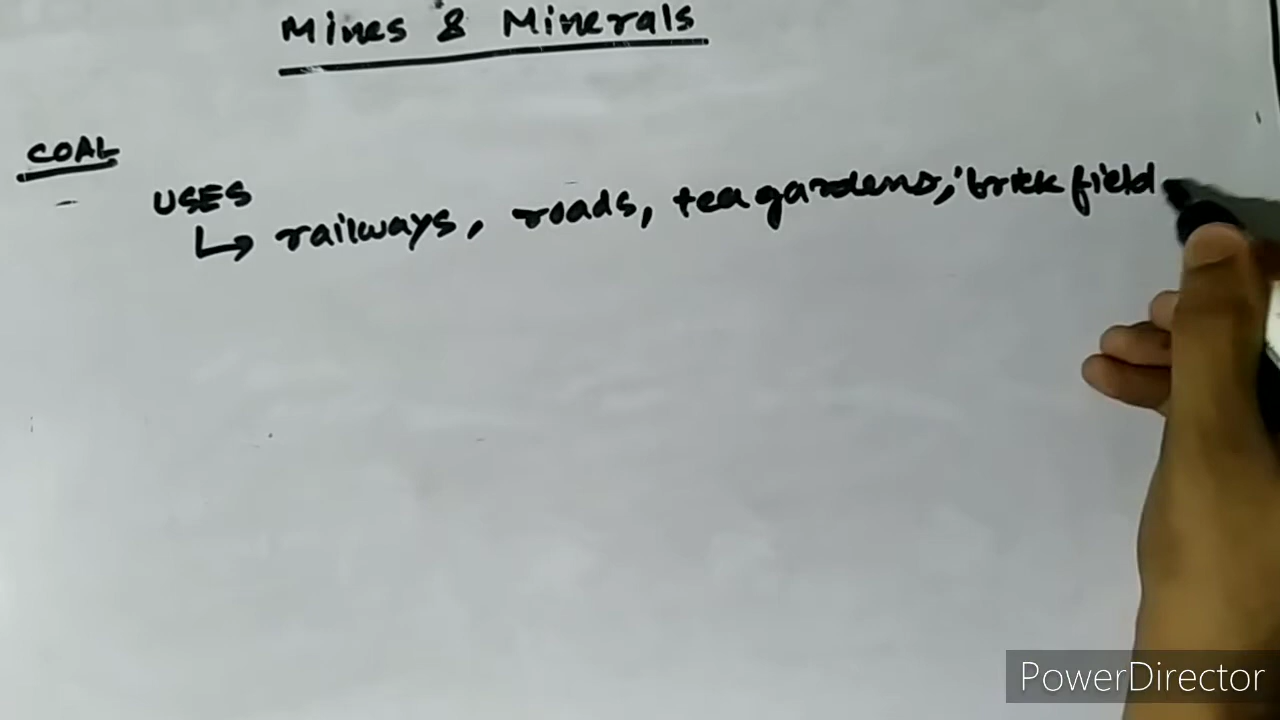 Mines & Minerals
COAL
- USES
↳ railways, roads, tea gardens, brick field
PowerDirector